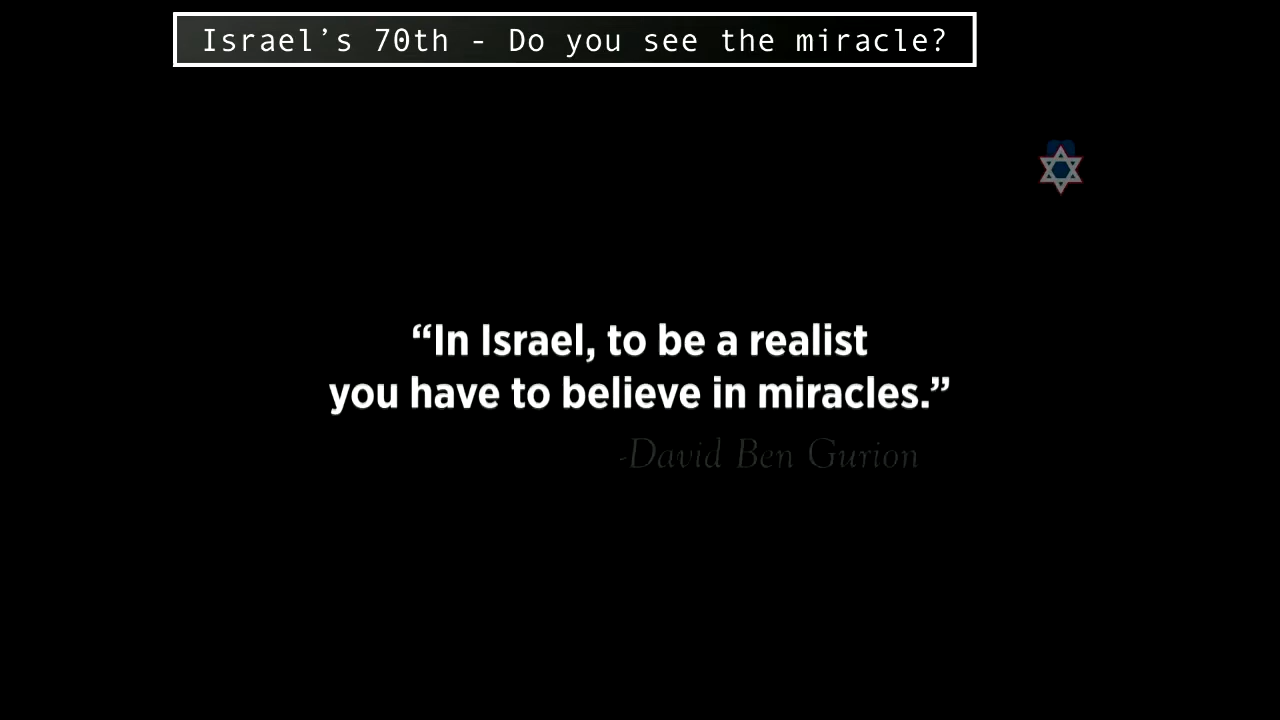 Israel’s 70th - Do you see the miracle?
“In Israel, to be a realist
you have to believe in miracles.”
-David Ben Gurion